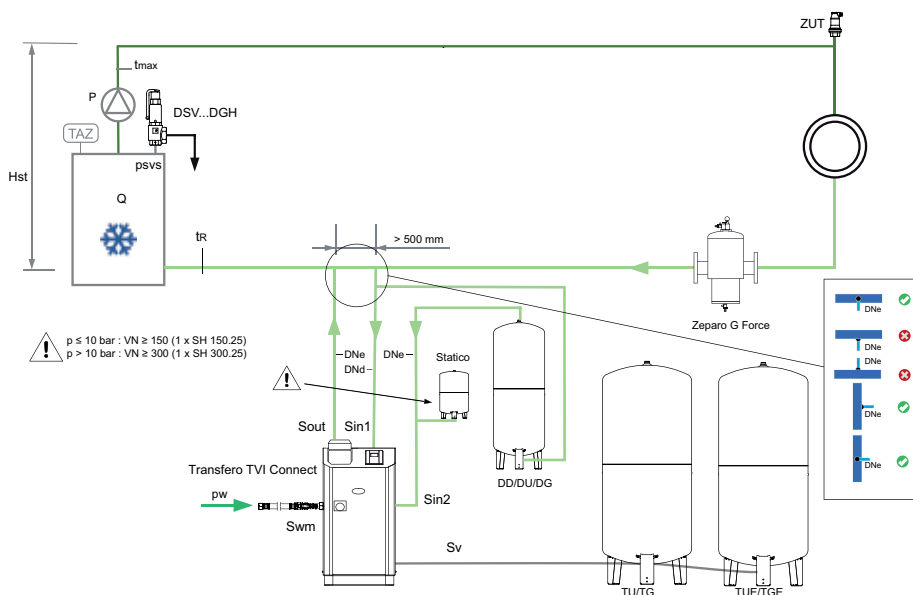 ZUT
tmax
P
DSV...DGH
TAZ
psvs
Hst
Q
tR
> 500 mm
Zeparo G Force
DNe
DNe
DNe
DNe
DNe
p ≤ 10 bar : VN ≥ 150 (1 x SH 150.25)
p > 10 bar : VN ≥ 300 (1 x SH 300.25)
DNe
DNd
DNe
Statico
Sout
Sin1
Transfero TVI Connect
DD/DU/DG
pw
Sin2
Swm
Sv
TU/TG
TUE/TGE